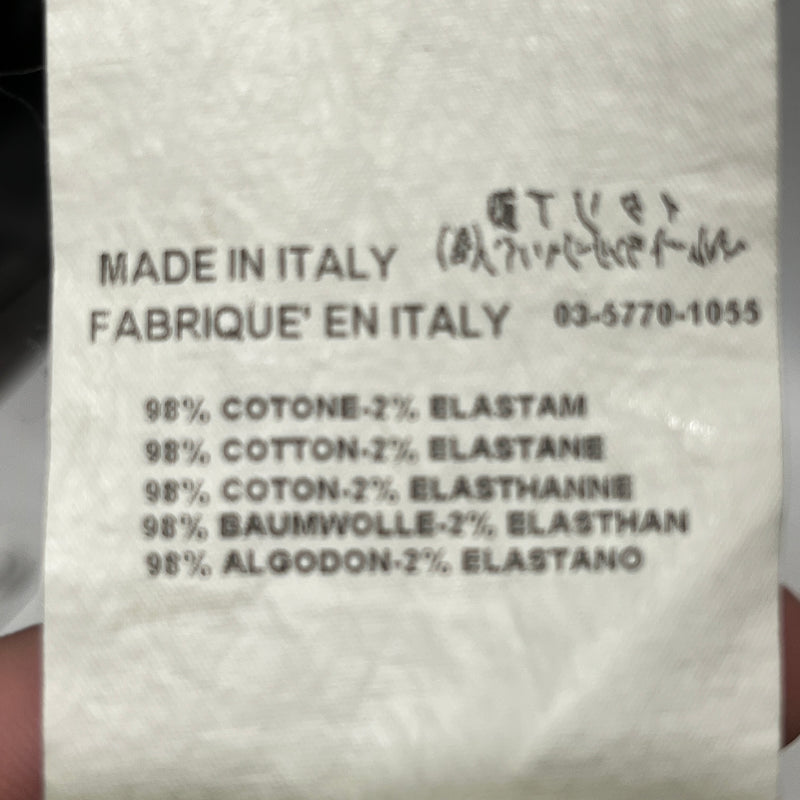 MADE IN ITALY
FABRIQUE' EN ITALY
03-5770-1055
98% COTONE-2% ELASTAM
98% COTTON-2% ELASTANE
98% COTON-2% ELASTHANNE
98% BAUMWOLLE-2% ELASTHAN
98% ALGODON-2% ELASTANO